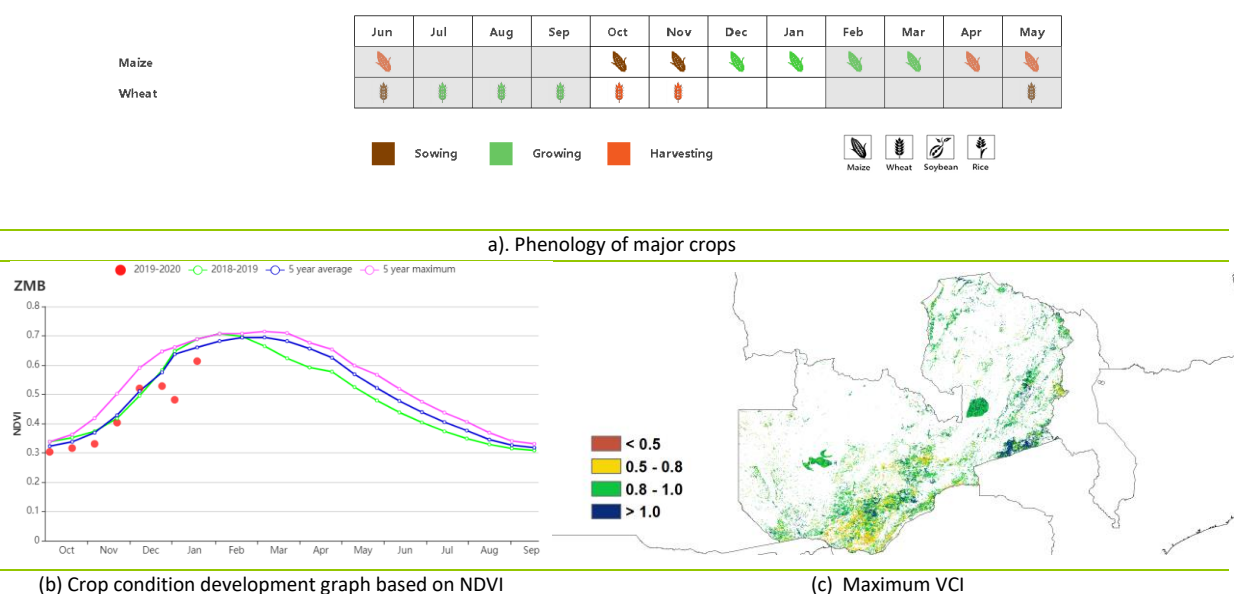 Jun Jul Aug Sep Oct Nov Dec Jan Feb Mar Apr May
Maize
Wheat
Sowing Growing Harvesting
Maize Wheat Soybean Rice
a). Phenology of major crops
2019-2020 2018-2019 5 year average 5 year maximum
ZMB
0.8
0.7
0.6
0.5
0.4
0.3
0.2
0.1
0
NDVI
Oct Nov Dec Jan Feb Mar Apr May Jun Jul Aug Sep
< 0.5
0.5 - 0.8
0.8 - 1.0
> 1.0
(b) Crop condition development graph based on NDVI
(c) Maximum VCI